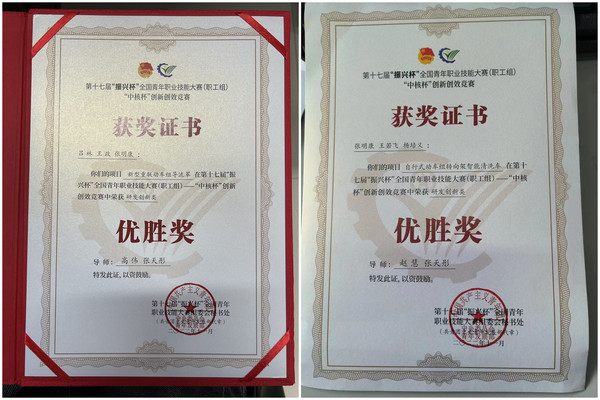 第十七届“振兴杯”全国青年职业技能大赛(职工组)
“中核杯”创新创效竞赛
获奖证书
张明康：
你们的项目 新型重联动车组导流罩 在第十七届“振
兴杯”全国青年职业技能大赛(职工组)——“中核杯”创新
创效竞赛中荣获 研发创新类
优胜奖
导师：高伟 张天彤
特发此证，以资鼓励。
第十七届“振兴杯”全国青年
职业技能大赛组委会秘书处
第十七届“振兴杯”全国青年职业技能大赛(职工组)
“中核杯”创新创效竞赛
获奖证书
张明康 王若飞 杨培义：
你们的项目 自行式动车组转向架智能清洗车 在第十
七届“振兴杯”全国青年职业技能大赛(职工组)——“中核
杯”创新创效竞赛中荣获 研发创新类
优胜奖
导师：赵慧 张天彤
特发此证，以资鼓励。
第十七届“振兴杯”全国青年
职业技能大赛组委会秘书处